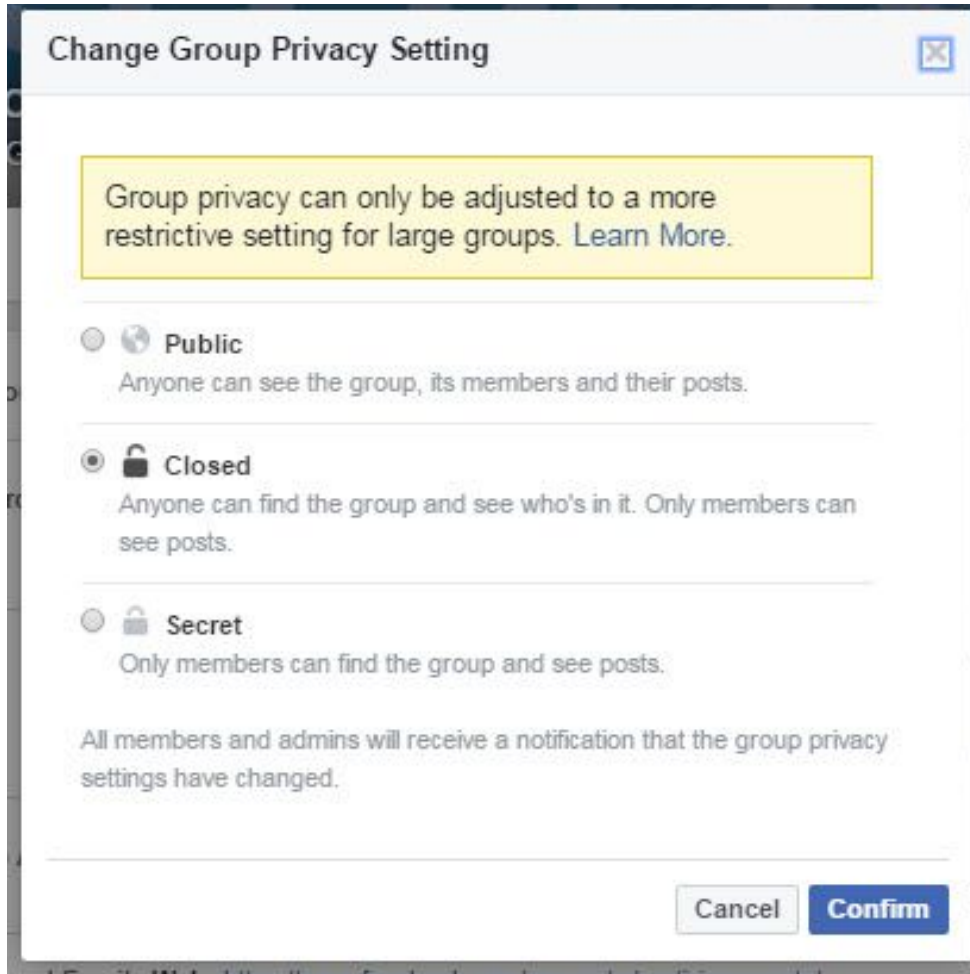 Change Group Privacy Setting
Group privacy can only be adjusted to a more
restrictive setting for large groups. Learn More.
Public
Anyone can see the group, its members and their posts.
Closed
Anyone can find the group and see who's in it. Only members can
see posts.
Secret
Only members can find the group and see posts.
All members and admins will receive a notification that the group privacy
settings have changed.
Cancel Confirm